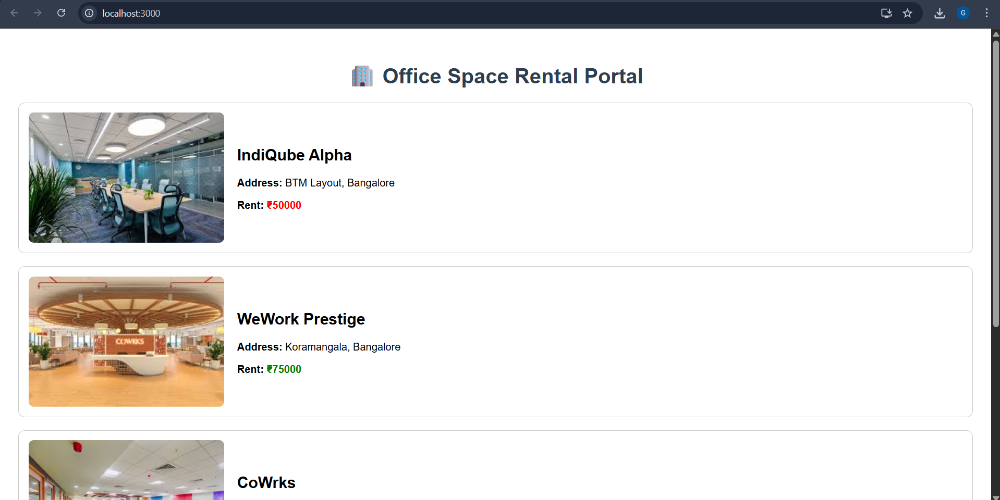 localhost:3000
G
Office Space Rental Portal
IndiQube Alpha
Address: BTM Layout, Bangalore
Rent: ₹50000
COWRKS
WeWork Prestige
Address: Koramangala, Bangalore
Rent: ₹75000
CoWrks